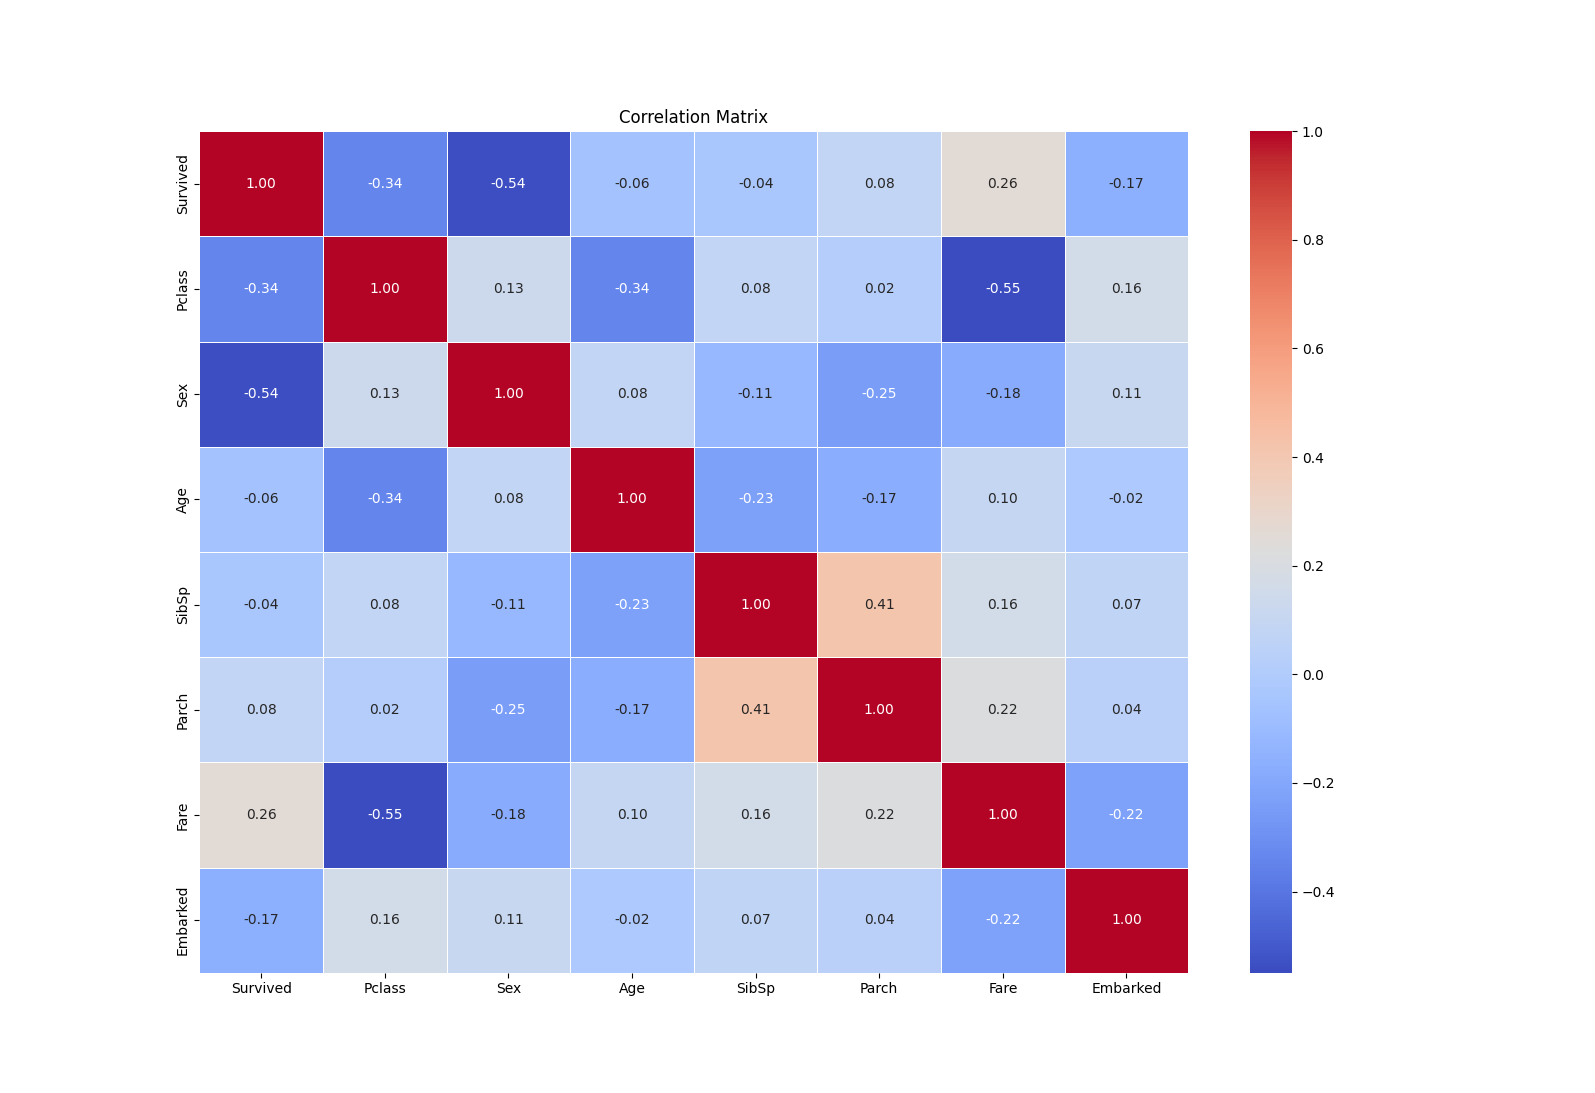 Correlation Matrix
Survived 1.00 -0.34 -0.54 -0.06 -0.04 0.08 0.26 -0.17
Pclass -0.34 1.00 0.13 -0.34 0.08 0.02 -0.55 0.16
Sex -0.54 0.13 1.00 0.08 -0.11 -0.25 -0.18 0.11
Age -0.06 -0.34 0.08 1.00 -0.23 -0.17 0.10 -0.02
SibSp -0.04 0.08 -0.11 -0.23 1.00 0.41 0.16 0.07
Parch 0.08 0.02 -0.25 -0.17 0.41 1.00 0.22 0.04
Fare 0.26 -0.55 -0.18 0.10 0.16 0.22 1.00 -0.22
Embarked -0.17 0.16 0.11 -0.02 0.07 0.04 -0.22 1.00
Survived Pclass Sex Age SibSp Parch Fare Embarked
1.0
0.8
0.6
0.4
0.2
0.0
−0.2
−0.4